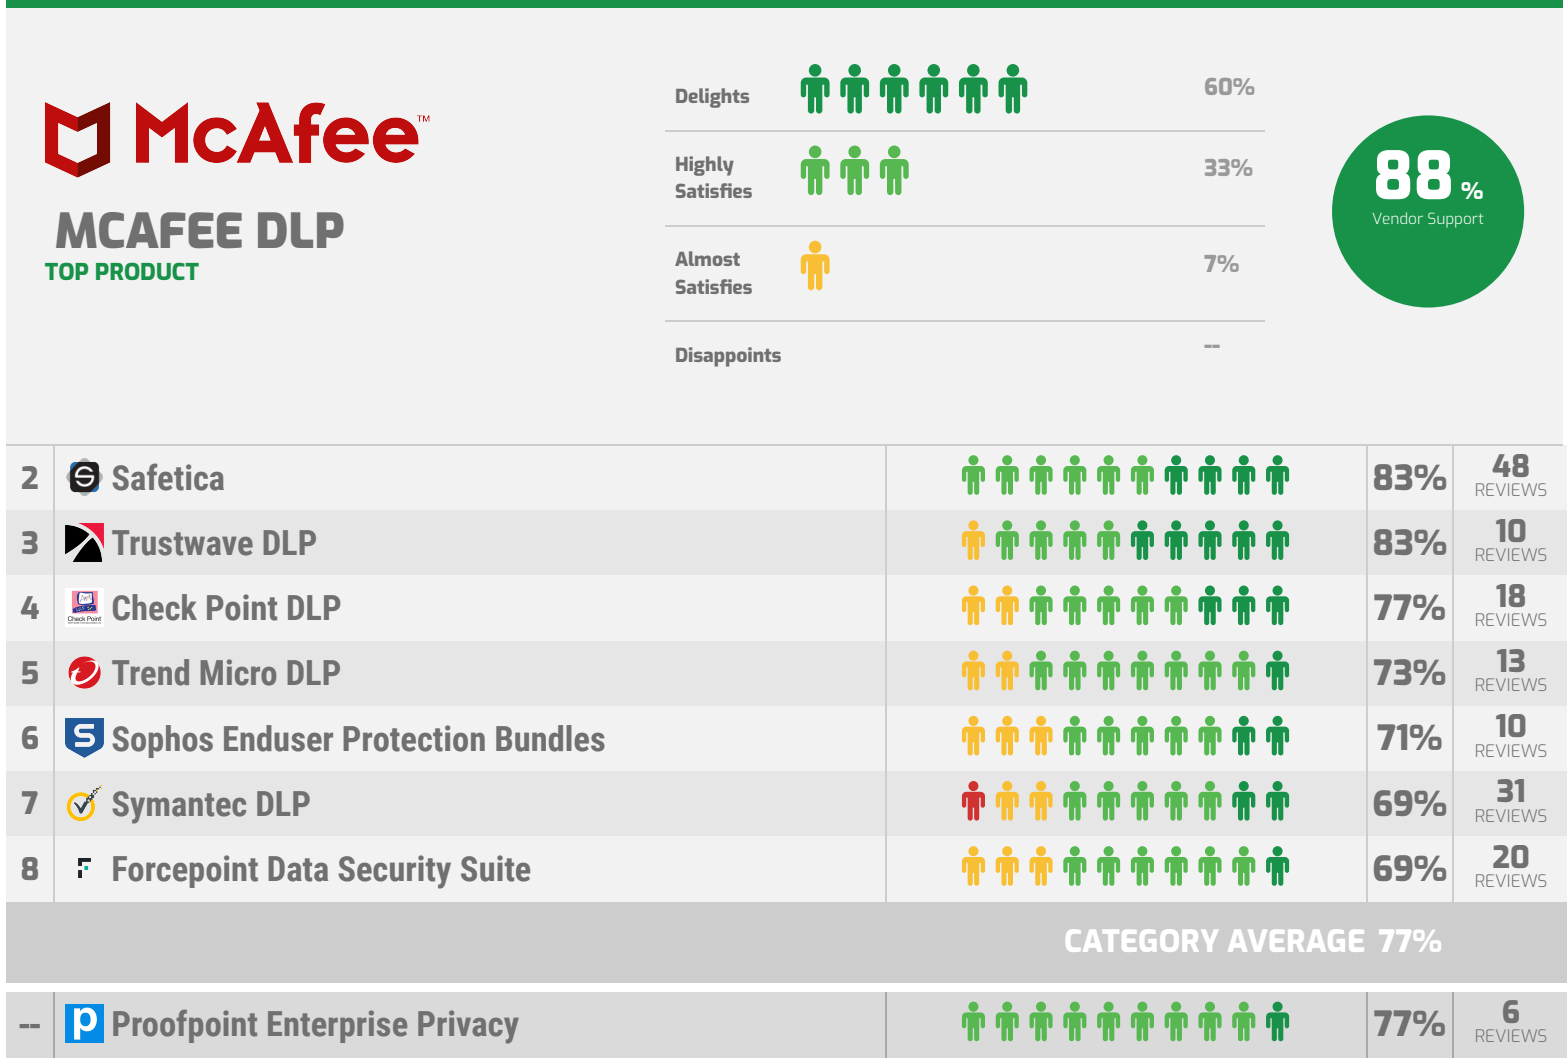 McAfee™
MCAFEE DLP
TOP PRODUCT
Delights 60%
Highly
Satisfies
33%
Almost
Satisfies
7%
Disappoints --
88 %
Vendor Support
2 Safetica 83% 48
REVIEWS
3 Trustwave DLP 83% 10
REVIEWS
4 Check Point Check Point DLP 77% 18
REVIEWS
5 Trend Micro DLP 73% 13
REVIEWS
6 Sophos Enduser Protection Bundles 71% 10
REVIEWS
7 Symantec DLP 69% 31
REVIEWS
8 Forcepoint Data Security Suite 69% 20
REVIEWS
CATEGORY AVERAGE 77%
-- Proofpoint Enterprise Privacy 77% 6
REVIEWS